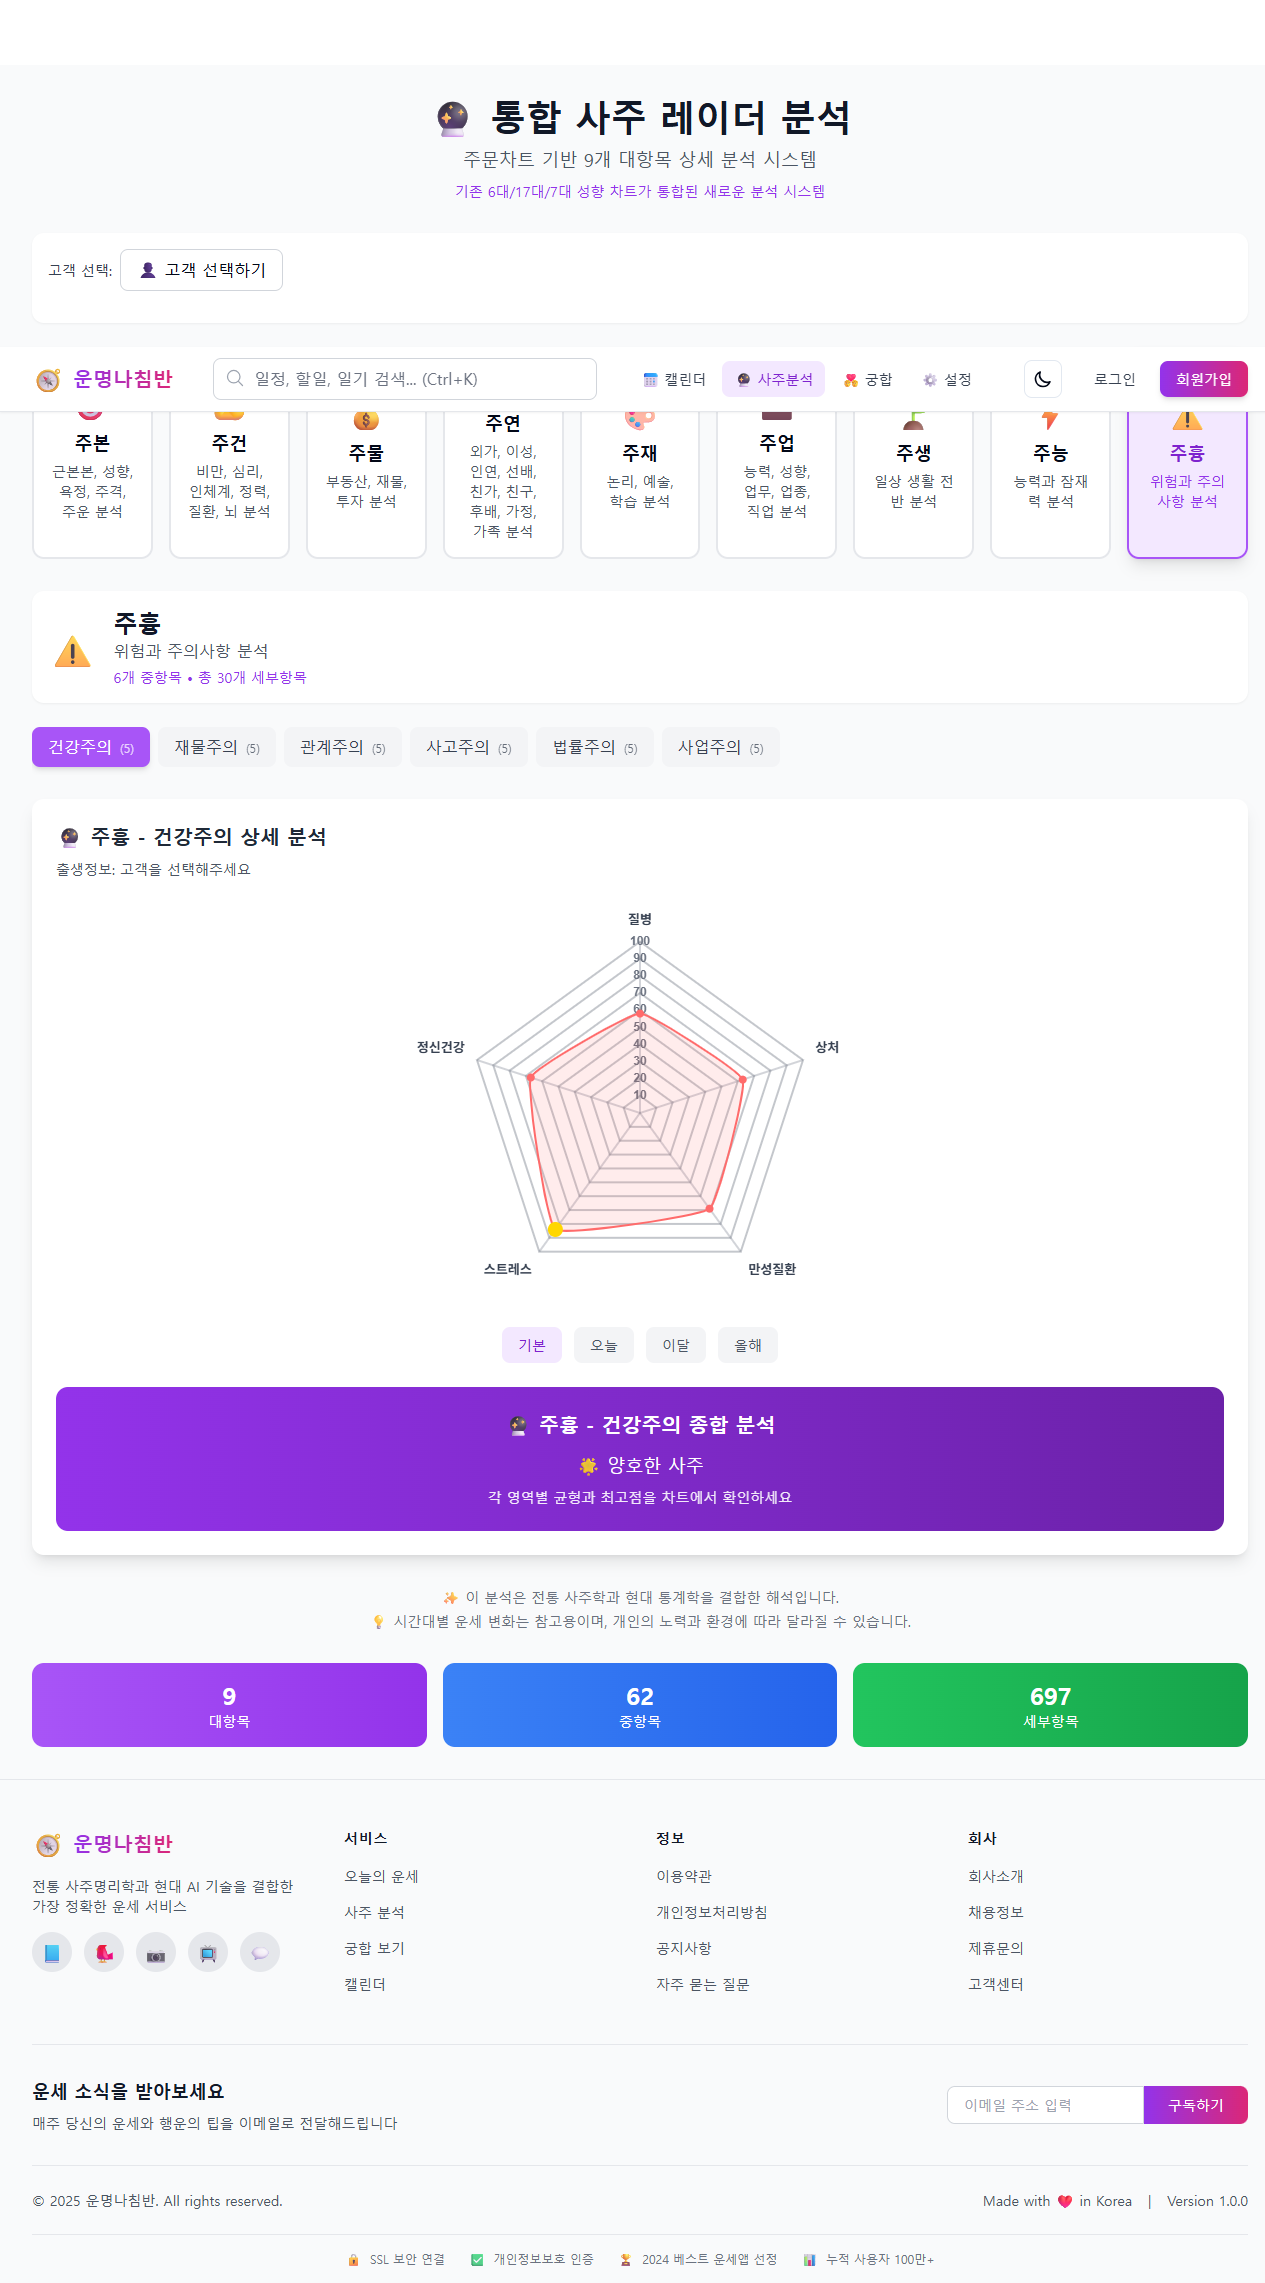 통합 사주 레이더 분석
주문차트 기반 9개 대항목 상세 분석 시스템
기존 6대/17대/7대 성향 차트가 통합된 새로운 분석 시스템
고객 선택: 고객 선택하기
운명나침반 일정, 할일, 일기 검색... (Ctrl+K) 캘린더 사주분석 궁합 설정 로그인 회원가입
주본
근본본, 성향,
욕정, 주격,
주운 분석
주건
비만, 심리,
인체계, 정력,
질환, 뇌 분석
주물
부동산, 재물,
투자 분석
주연
외가, 이성,
인연, 선배,
친가, 친구,
후배, 가정,
가족 분석
주재
논리, 예술,
학습 분석
주업
능력, 성향,
업무, 업종,
직업 분석
주생
일상 생활 전
반 분석
주능
능력과 잠재
력 분석
주흉
위험과 주의
사항 분석
주흉
위험과 주의사항 분석
6개 중항목 • 총 30개 세부항목
건강주의 (5) 재물주의 (5) 관계주의 (5) 사고주의 (5) 법률주의 (5) 사업주의 (5)
주흉 - 건강주의 상세 분석
출생정보: 고객을 선택해주세요
질병
100
90
80
70
60
50
40
30
20
10
정신건강
상처
스트레스
만성질환
기본 오늘 이달 올해
주흉 - 건강주의 종합 분석
양호한 사주
각 영역별 균형과 최고점을 차트에서 확인하세요
이 분석은 전통 사주학과 현대 통계학을 결합한 해석입니다.
시간대별 운세 변화는 참고용이며, 개인의 노력과 환경에 따라 달라질 수 있습니다.
9
대항목
62
중항목
697
세부항목
운명나침반
전통 사주명리학과 현대 AI 기술을 결합한
가장 정확한 운세 서비스
서비스
오늘의 운세
사주 분석
궁합 보기
캘린더
정보
이용약관
개인정보처리방침
공지사항
자주 묻는 질문
회사
회사소개
채용정보
제휴문의
고객센터
운세 소식을 받아보세요
매주 당신의 운세와 행운의 팁을 이메일로 전달해드립니다
이메일 주소 입력 구독하기
© 2025 운명나침반. All rights reserved.
Made with ❤️ in Korea | Version 1.0.0
SSL 보안 연결 개인정보보호 인증 2024 베스트 운세앱 선정 누적 사용자 100만+